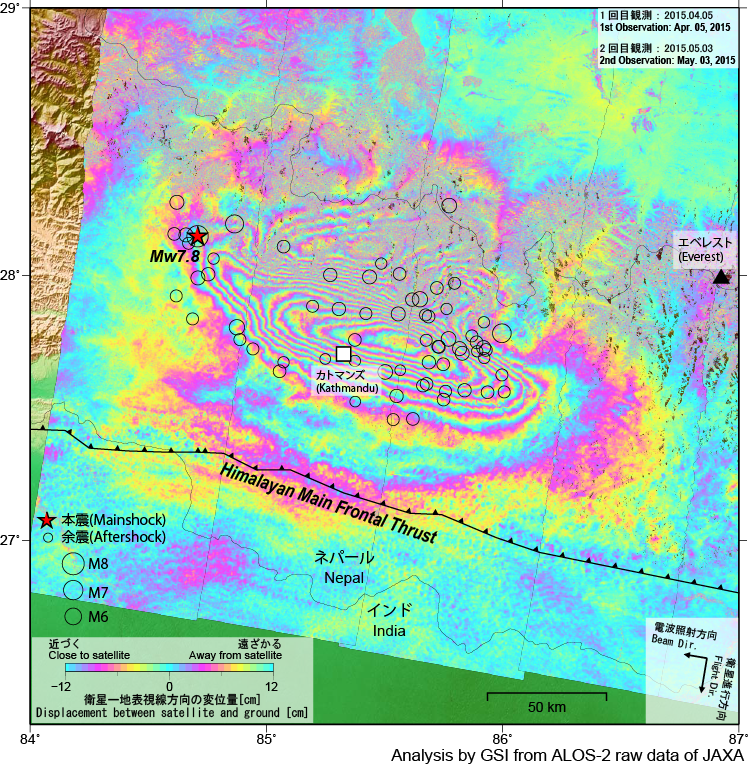 29°
1 回目観測 : 2015.04.05
1st Observation: Apr. 05, 2015
2 回目観測 : 2015.05.03
2nd Observation: May. 03, 2015
エベレスト
(Everest)
Mw7.8
28°
カトマンズ
(Kathmandu)
Himalayan Main Frontal Thrust
本震(Mainshock)
余震(Aftershock)
27°
M8
M7
M6
ネパール
Nepal
インド
India
電波照射方向
Beam Dir.
衛星進行方向
Flight Dir.
近づく 遠ざかる
Close to satellite Away from satellite
−12 0 12
衛星ー地表視線方向の変位量[cm]
Displacement between satellite and ground [cm]
50 km
84° 85° 86° 87°
Analysis by GSI from ALOS-2 raw data of JAXA